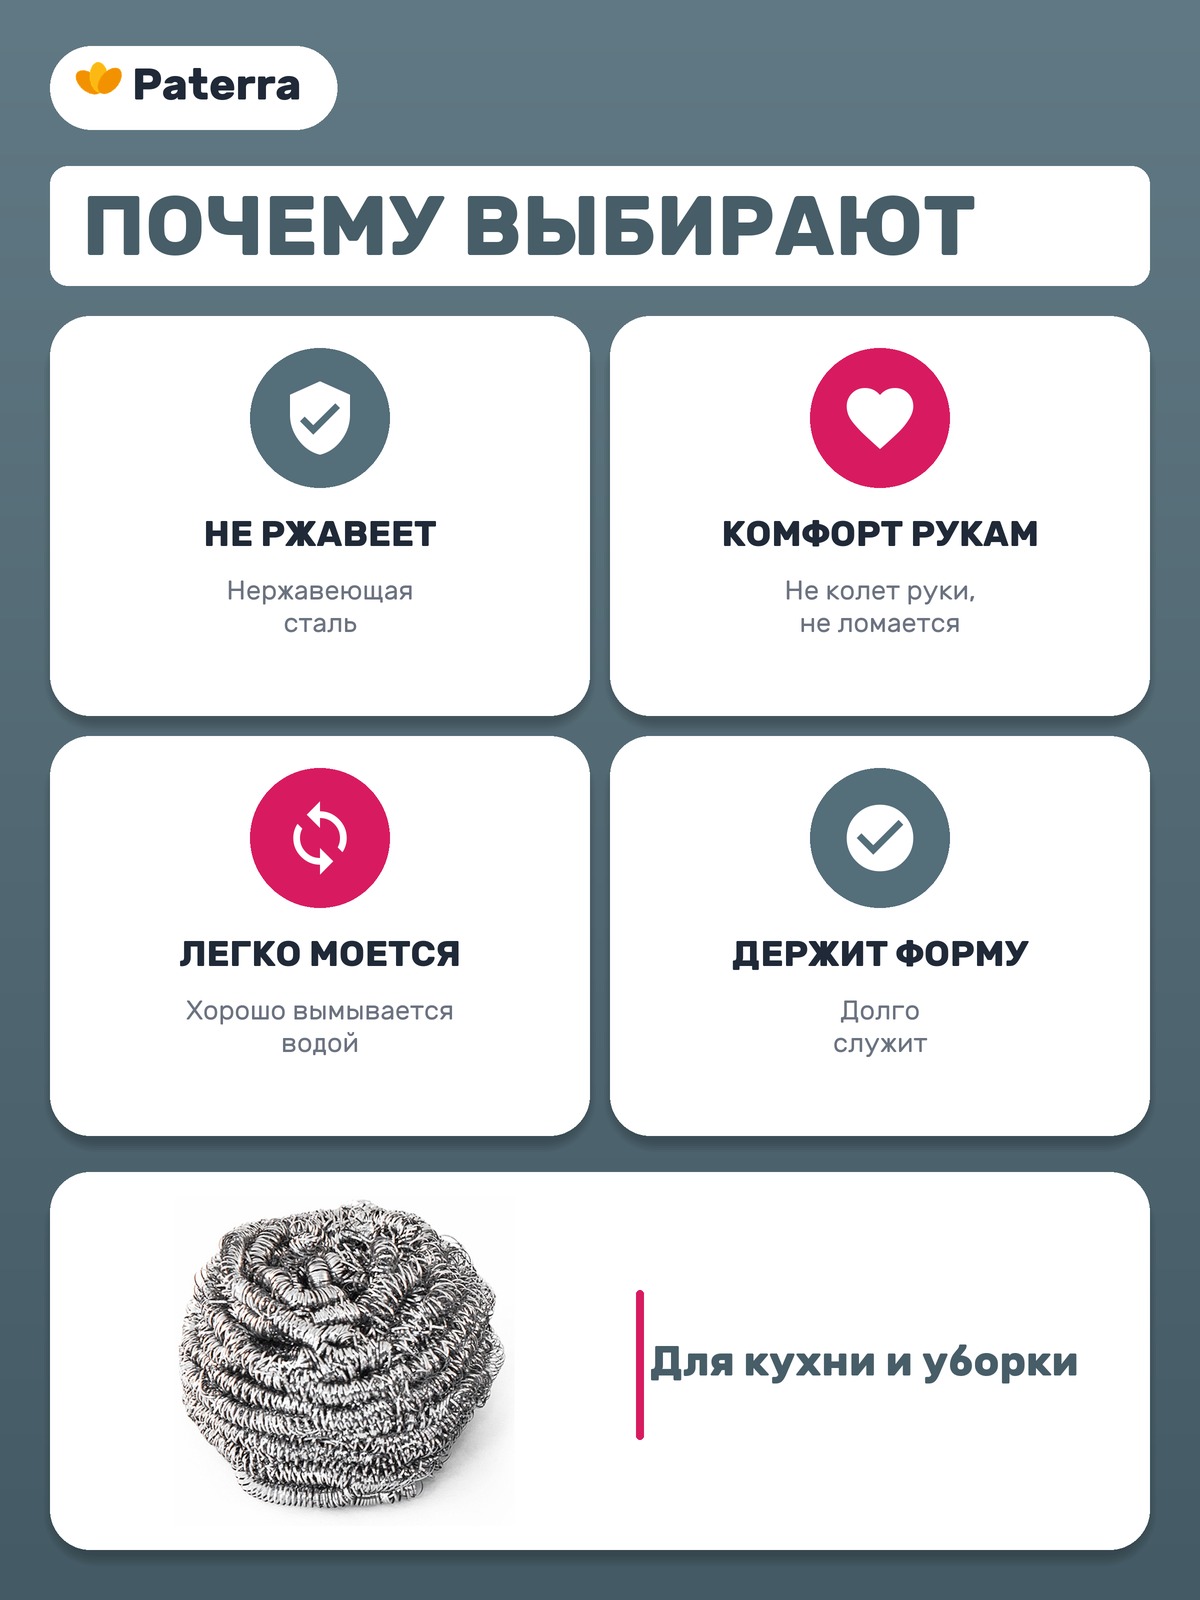 Paterra
ПОЧЕМУ ВЫБИРАЮТ
НЕ РЖАВЕЕТ
Нержавеющая
сталь
КОМФОРТ РУКАМ
Не колет руки,
не ломается
ЛЕГКО МОЕТСЯ
Хорошо вымывается
водой
ДЕРЖИТ ФОРМУ
Долго
служит
Для кухни и уборки